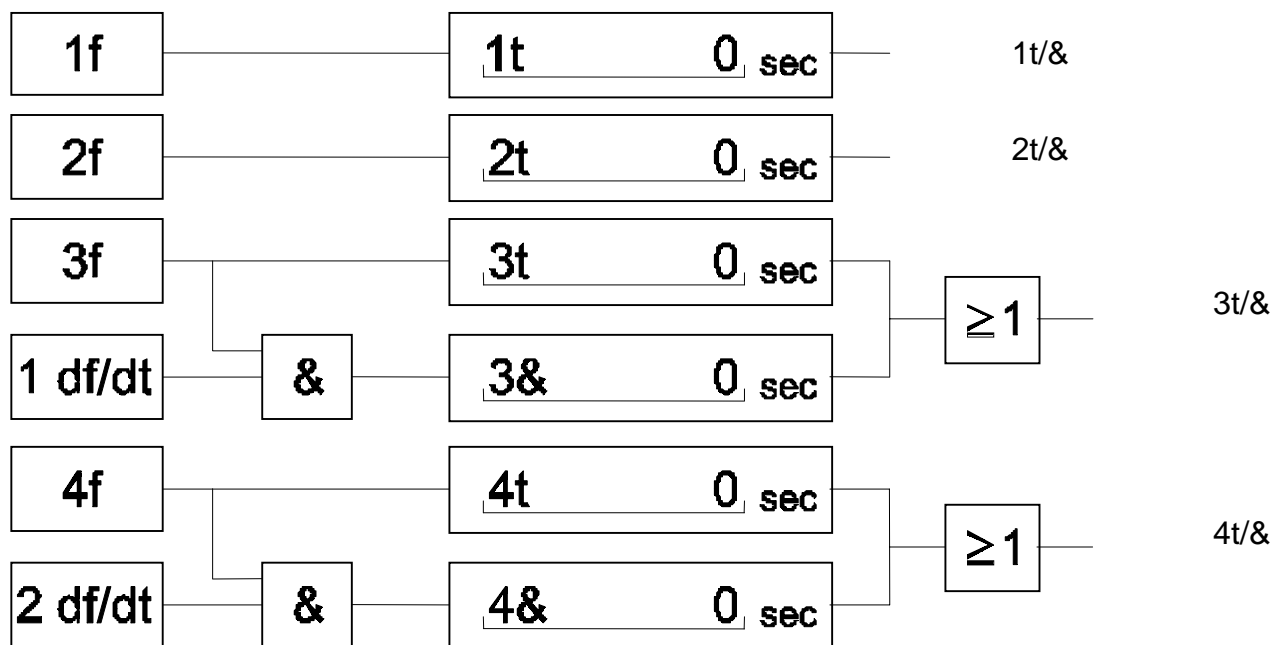 1f 1t 0 sec 1t/&
2f 2t 0 sec 2t/&
3f 3t 0 sec
≥1 3t/&
1 df/dt & 3& 0 sec
4f 4t 0 sec
≥1 4t/&
2 df/dt & 4& 0 sec